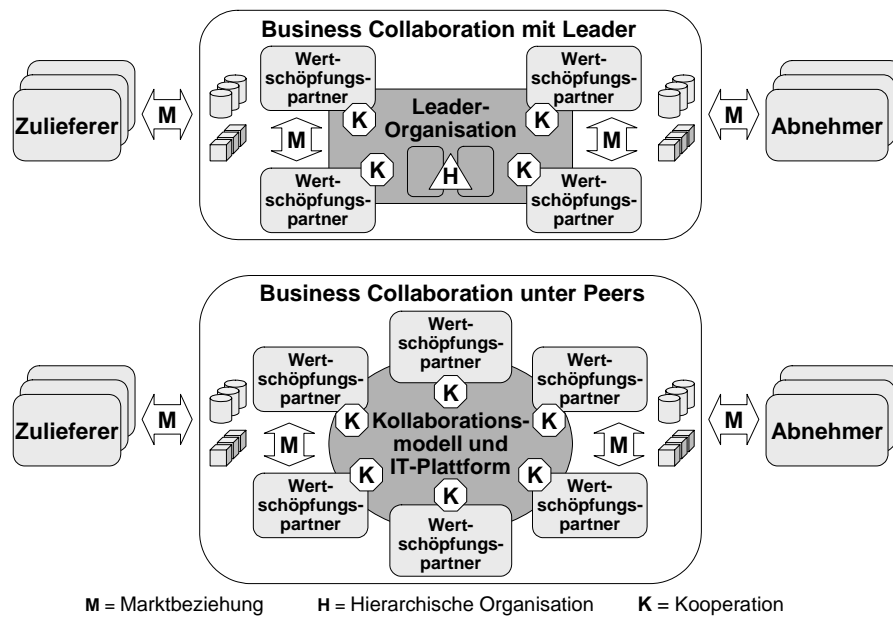 Business Collaboration mit Leader
Wert-
schöpfungs-
partner
Wert-
schöpfungs-
partner
Leader-
Organisation
K
K
Zulieferer
M
M
M
M
Abnehmer
K
H
K
Wert-
schöpfungs-
partner
Wert-
schöpfungs-
partner
Business Collaboration unter Peers
Wert-
schöpfungs-
partner
Wert-
schöpfungs-
partner
Wert-
schöpfungs-
partner
K
K
K
Zulieferer
M
M
Kollaborations-
modell und
IT-Plattform
M
M
Abnehmer
K
K
K
Wert-
schöpfungs-
partner
Wert-
schöpfungs-
partner
Wert-
schöpfungs-
partner
M = Marktbeziehung
H = Hierarchische Organisation
K = Kooperation